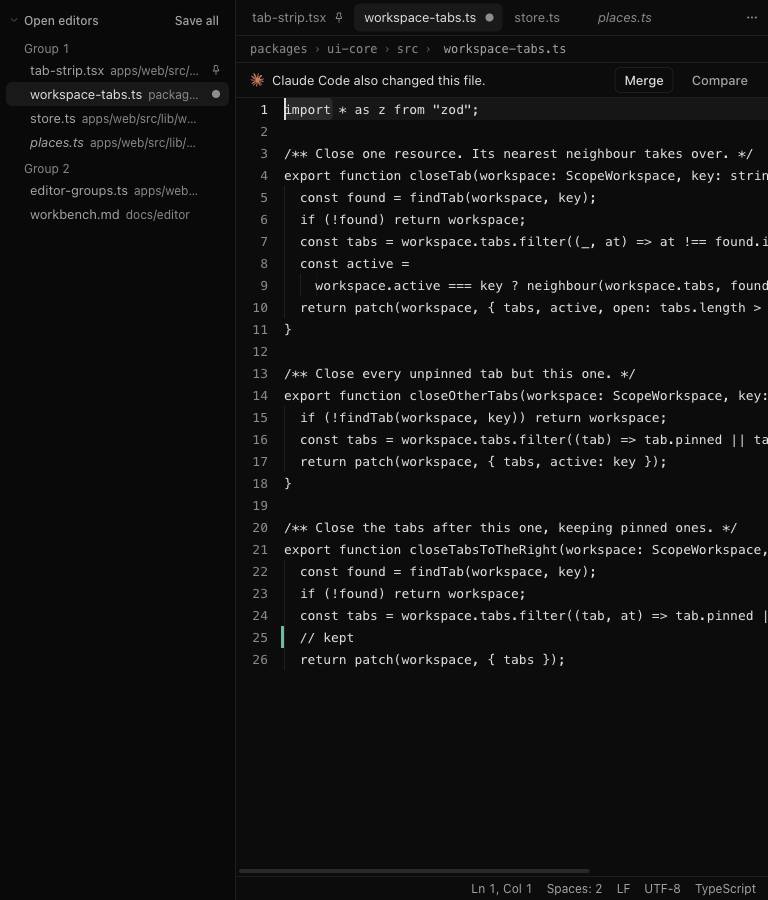 Open editors Save all
Group 1
tab-strip.tsx apps/web/src/...
workspace-tabs.ts packag...
store.ts apps/web/src/lib/w...
places.ts apps/web/src/lib/...
Group 2
editor-groups.ts apps/web...
workbench.md docs/editor
tab-strip.tsx workspace-tabs.ts store.ts places.ts ···
packages › ui-core › src › workspace-tabs.ts
Claude Code also changed this file. Merge Compare
1 import * as z from "zod";
2
3 /** Close one resource. Its nearest neighbour takes over. */
4 export function closeTab(workspace: ScopeWorkspace, key: strin
5 const found = findTab(workspace, key);
6 if (!found) return workspace;
7 const tabs = workspace.tabs.filter((_, at) => at !== found.i
8 const active =
9 workspace.active === key ? neighbour(workspace.tabs, found
10 return patch(workspace, { tabs, active, open: tabs.length >
11 }
12
13 /** Close every unpinned tab but this one. */
14 export function closeOtherTabs(workspace: ScopeWorkspace, key:
15 if (!findTab(workspace, key)) return workspace;
16 const tabs = workspace.tabs.filter((tab) => tab.pinned || ta
17 return patch(workspace, { tabs, active: key });
18 }
19
20 /** Close the tabs after this one, keeping pinned ones. */
21 export function closeTabsToTheRight(workspace: ScopeWorkspace,
22 const found = findTab(workspace, key);
23 if (!found) return workspace;
24 const tabs = workspace.tabs.filter((tab, at) => tab.pinned |
25 // kept
26 return patch(workspace, { tabs });
Ln 1, Col 1 Spaces: 2 LF UTF-8 TypeScript